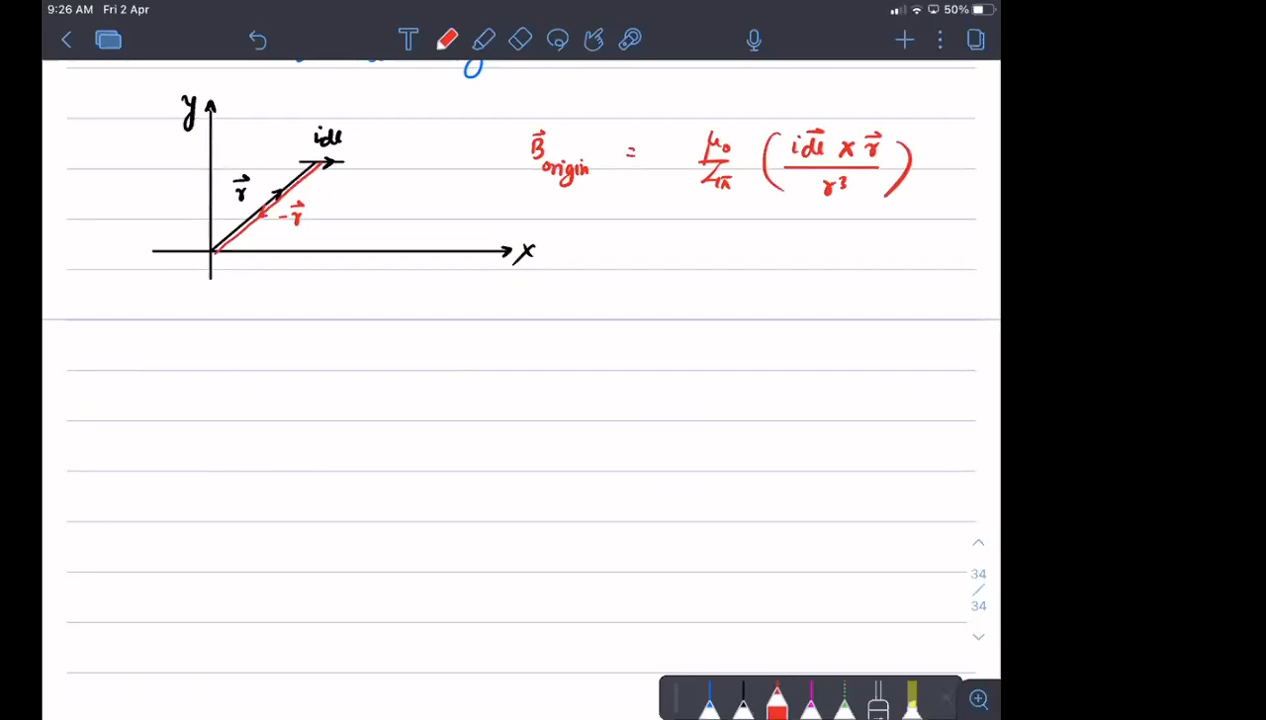 9:26 AM Fri 2 Apr
50%
T
y
idl
r⃗
-r⃗
x
B⃗origin = μ₀/4π ( i dl⃗ × r⃗ / r³ )
34
34